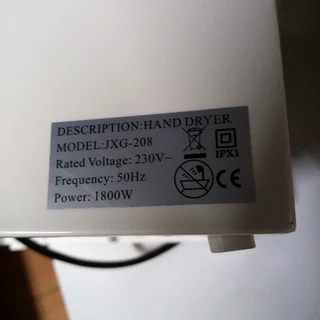 DESCRIPTION:HAND DRYER
MODEL:JXG-208
Rated Voltage: 230V~
IPX1
Frequency: 50Hz
Power: 1800W
CE